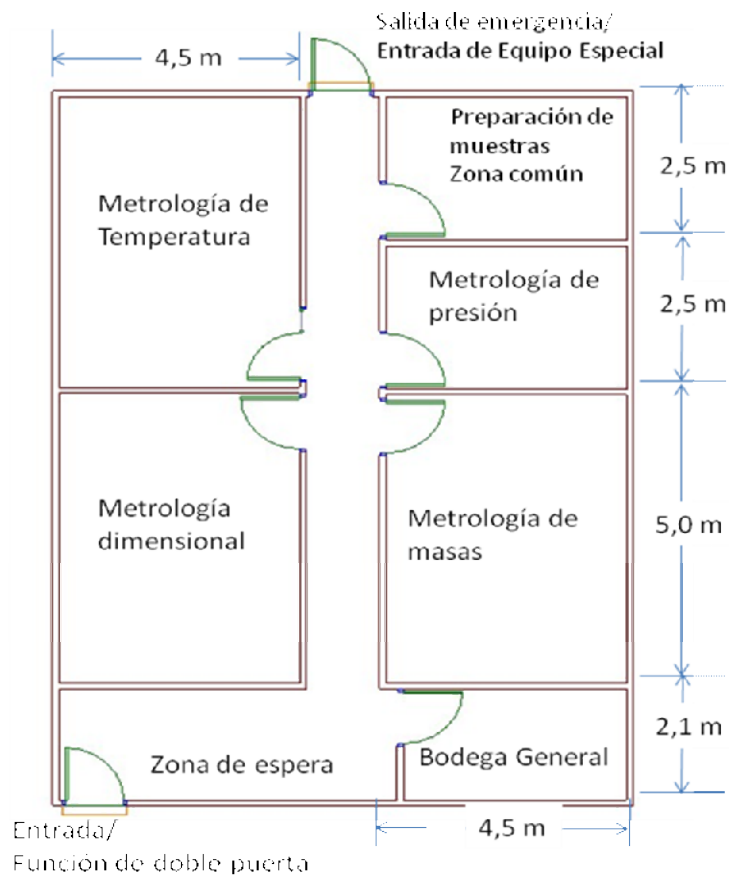 Salida de emergencia/
Entrada de Equipo Especial
4,5 m
Preparación de
muestras
Zona común
2,5 m
Metrología de
Temperatura
Metrología de
presión
2,5 m
Metrología
dimensional
Metrología de
masas
5,0 m
Zona de espera
Bodega General
2,1 m
4,5 m
Entrada/
Función de doble puerta